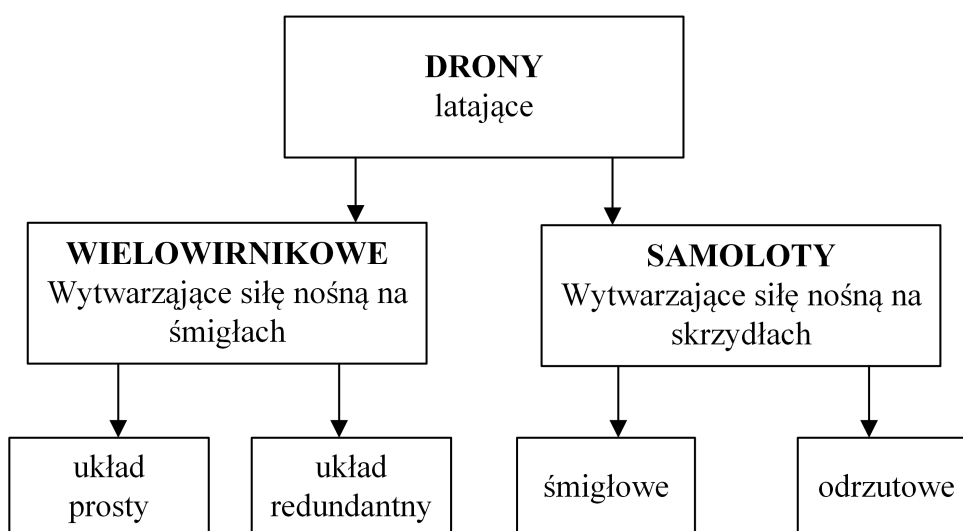 DRONY
latające
WIELOWIRNIKOWE
Wytwarzające siłę nośną na
śmigłach
SAMOLOTY
Wytwarzające siłę nośną na
skrzydłach
układ
prosty
układ
redundantny
śmigłowe
odrzutowe